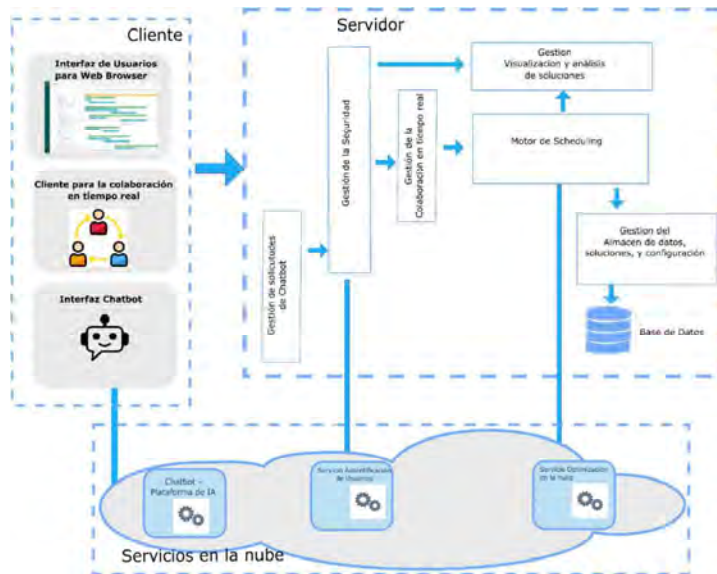 Cliente
Interfaz de Usuarios
para Web Browser
Cliente para la colaboración
en tiempo real
Interfaz Chatbot
Servidor
Gestión de solicitudes
de Chatbot
Gestión de la Seguridad
Gestión de la
Colaboración en tiempo real
Gestion
Visualizacion y análisis
de soluciones
Motor de Scheduling
Gestion del
Almacen de datos,
soluciones, y configuración
Base de Datos
Chatbot –
Plataforma de IA
Servicio
de Usuarios
Servicio Optimización
en la nube
Servicios en la nube